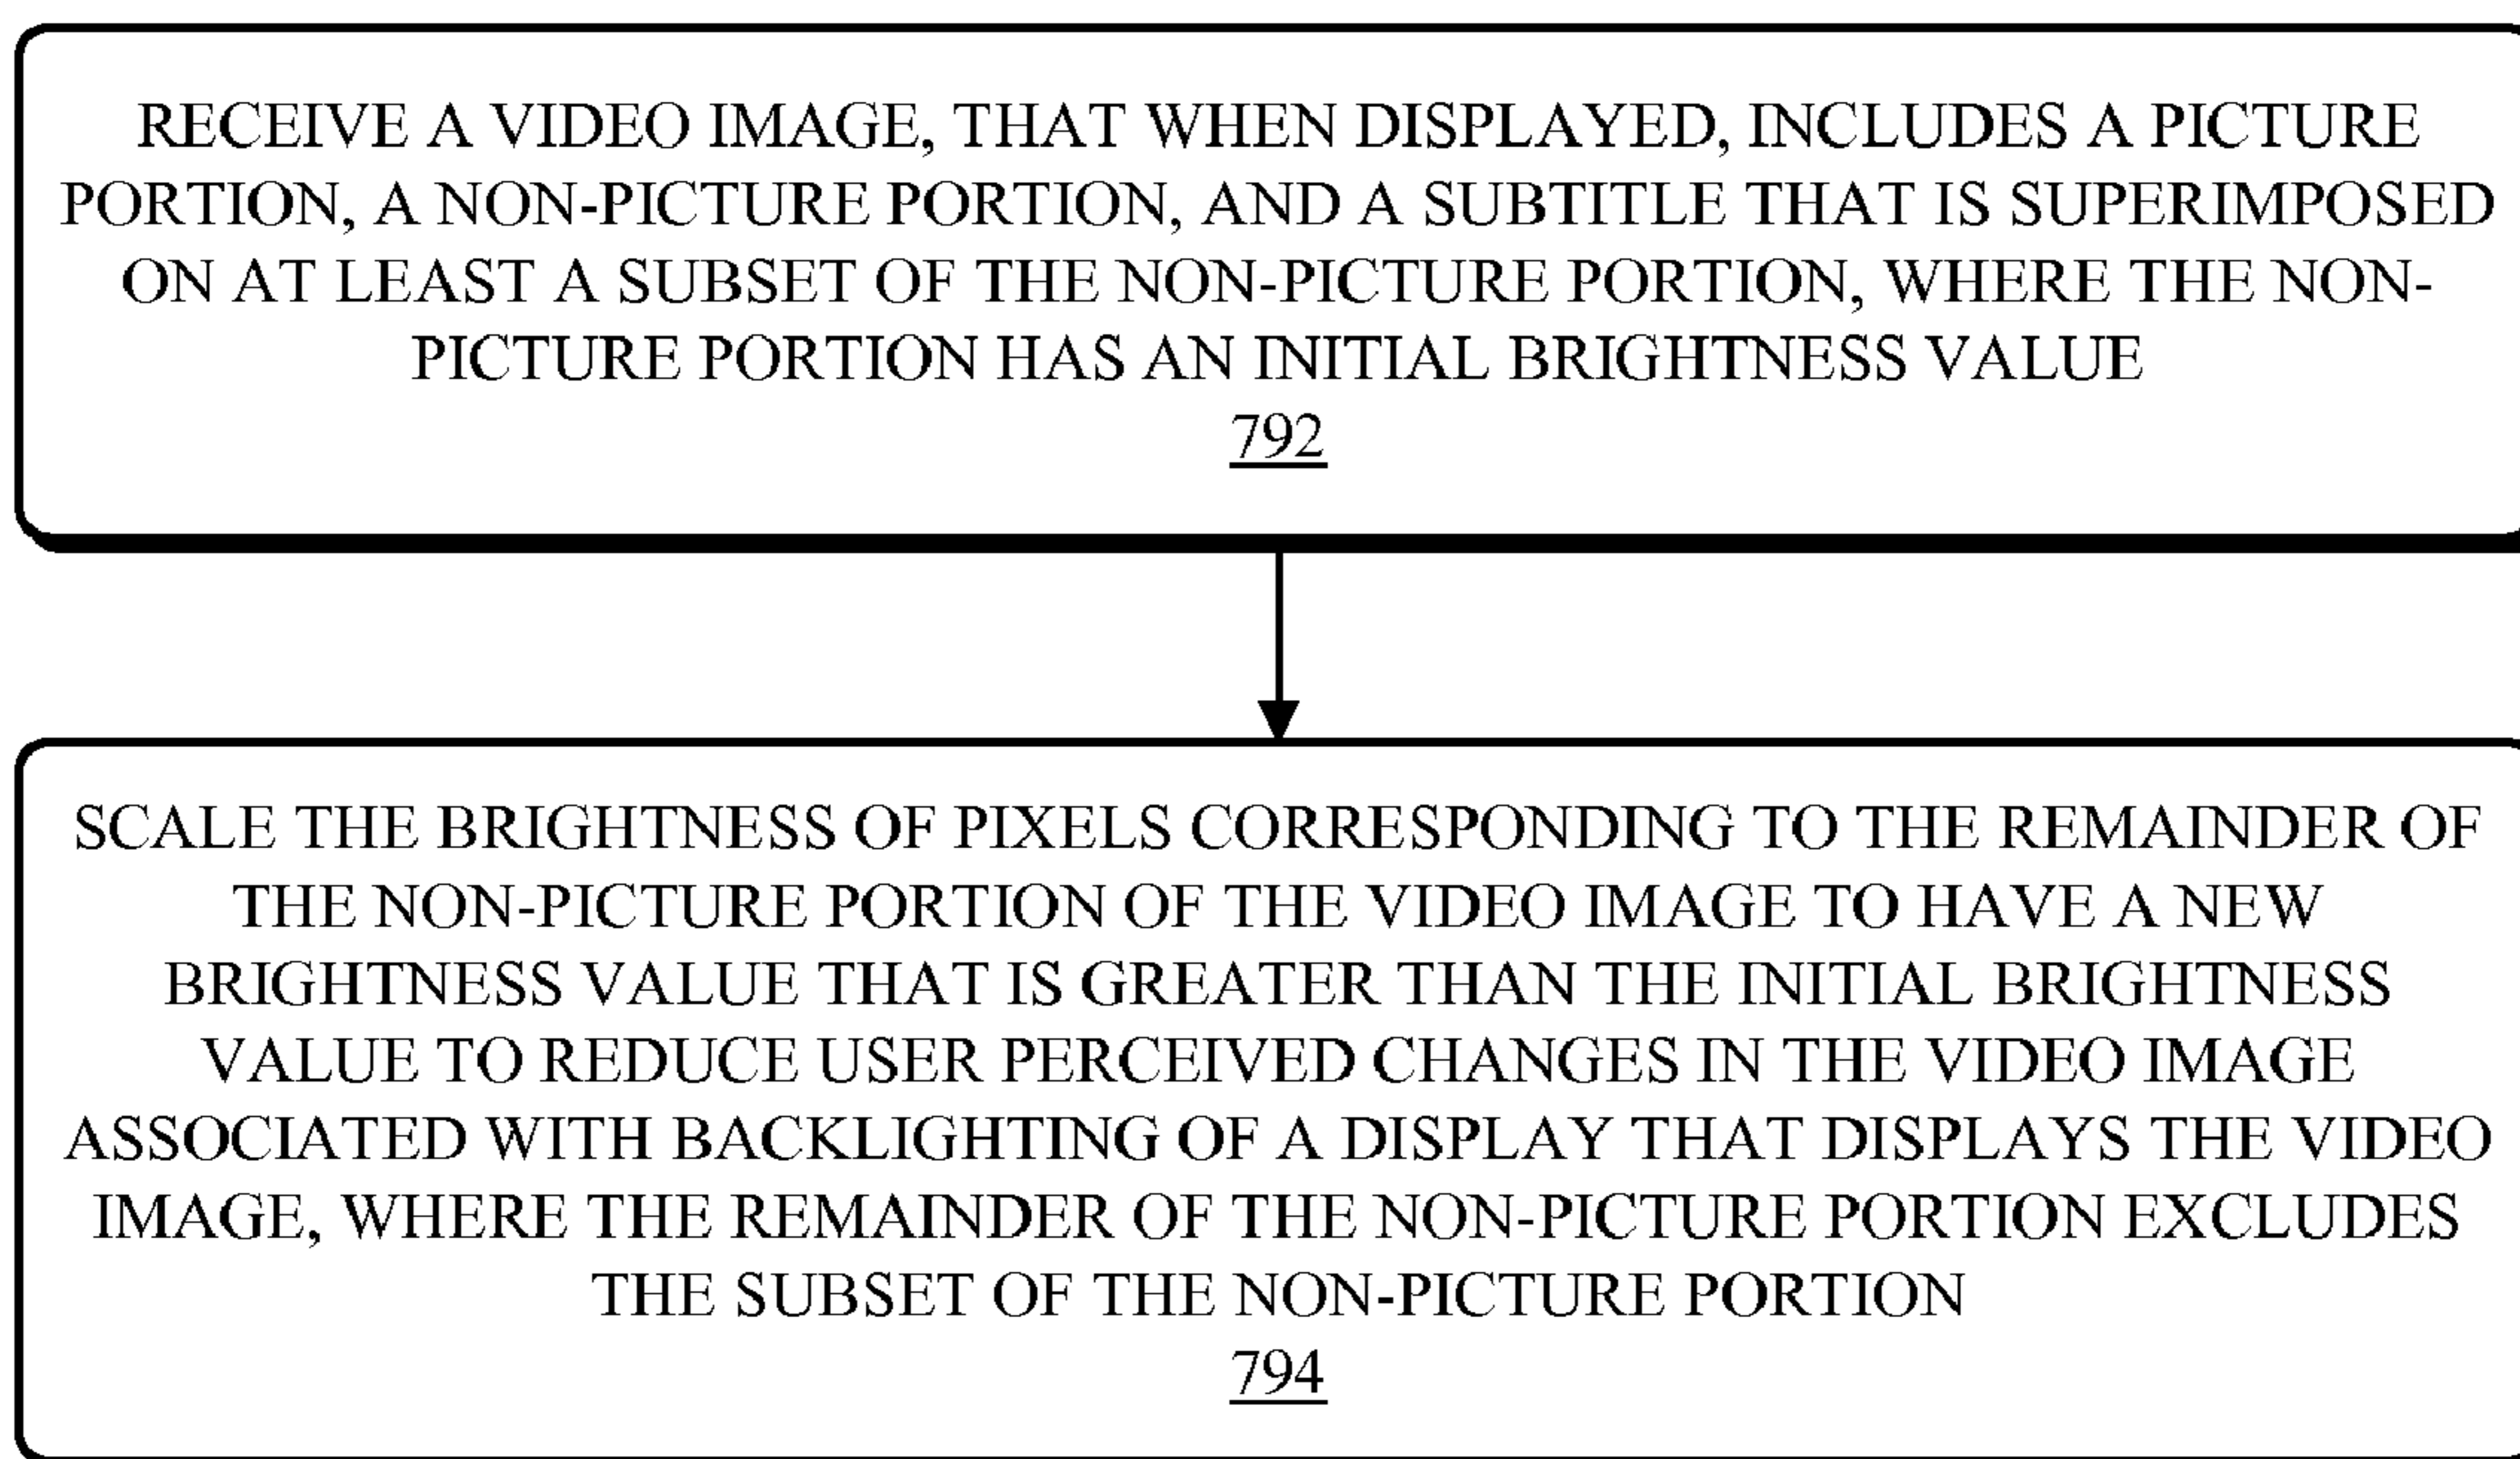 RECEIVE A VIDEO IMAGE, THAT WHEN DISPLAYED, INCLUDES A PICTURE
PORTION, A NON-PICTURE PORTION, AND A SUBTITLE THAT IS SUPERIMPOSED
ON AT LEAST A SUBSET OF THE NON-PICTURE PORTION, WHERE THE NON-
PICTURE PORTION HAS AN INITIAL BRIGHTNESS VALUE
792
SCALE THE BRIGHTNESS OF PIXELS CORRESPONDING TO THE REMAINDER OF
THE NON-PICTURE PORTION OF THE VIDEO IMAGE TO HAVE A NEW
BRIGHTNESS VALUE THAT IS GREATER THAN THE INITIAL BRIGHTNESS
VALUE TO REDUCE USER PERCEIVED CHANGES IN THE VIDEO IMAGE
ASSOCIATED WITH BACKLIGHTING OF A DISPLAY THAT DISPLAYS THE VIDEO
IMAGE, WHERE THE REMAINDER OF THE NON-PICTURE PORTION EXCLUDES
THE SUBSET OF THE NON-PICTURE PORTION
794